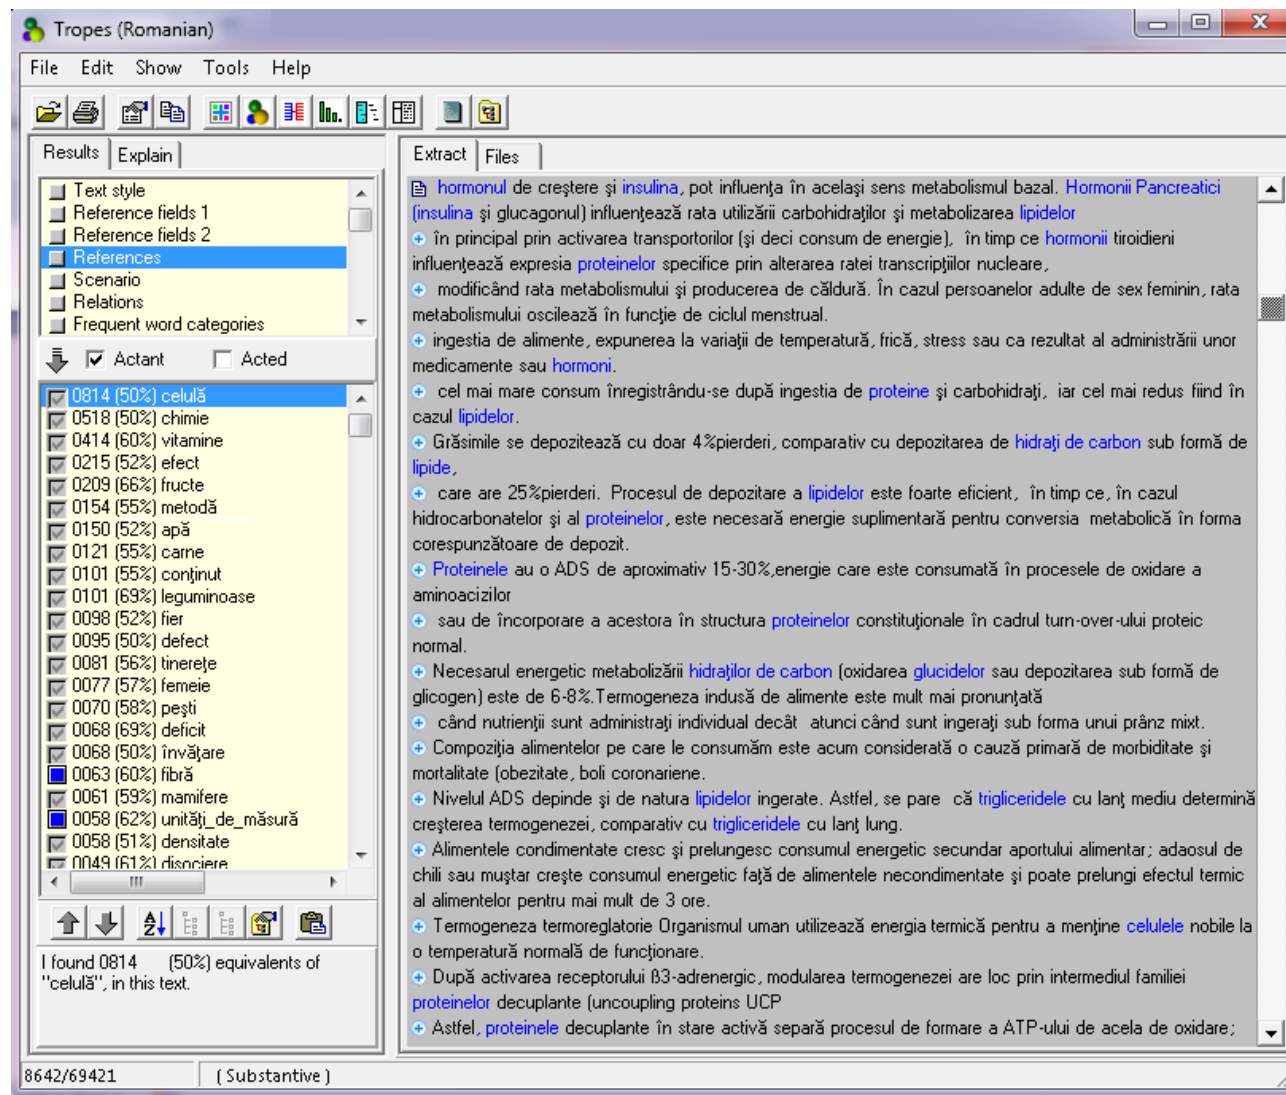 Tropes (Romanian)
File Edit Show Tools Help
Results Explain
Text style
Reference fields 1
Reference fields 2
References
Scenario
Relations
Frequent word categories
Actant Acted
0814 (50%) celulă
0518 (50%) chimie
0414 (60%) vitamine
0215 (52%) efect
0209 (66%) fructe
0154 (55%) metodă
0150 (52%) apă
0121 (55%) carne
0101 (55%) conţinut
0101 (69%) leguminoase
0098 (52%) fier
0095 (50%) defect
0081 (56%) tinereţe
0077 (57%) femeie
0070 (58%) peşti
0068 (69%) deficit
0068 (50%) învăţare
0063 (60%) fibră
0061 (59%) mamifere
0058 (62%) unităţi_de_măsură
0058 (51%) densitate
0049 (61%) disociere
I found 0814 (50%) equivalents of
"celulă", in this text.
Extract Files
hormonul de creştere şi insulina, pot influenţa în acelaşi sens metabolismul bazal. Hormonii Pancreatici
(insulina şi glucagonul) influenţează rata utilizării carbohidraţilor şi metabolizarea lipidelor
în principal prin activarea transportorilor (şi deci consum de energie), în timp ce hormonii tiroidieni
influenţează expresia proteinelor specifice prin alterarea ratei transcripţiilor nucleare,
modificând rata metabolismului şi producerea de căldură. În cazul persoanelor adulte de sex feminin, rata
metabolismului oscilează în funcţie de ciclul menstrual.
ingestia de alimente, expunerea la variaţii de temperatură, frică, stress sau ca rezultat al administrării unor
medicamente sau hormoni.
cel mai mare consum înregistrându-se după ingestia de proteine şi carbohidraţi, iar cel mai redus fiind în
cazul lipidelor.
Grăsimile se depozitează cu doar 4%pierderi, comparativ cu depozitarea de hidraţi de carbon sub formă de
lipide,
care are 25%pierderi. Procesul de depozitare a lipidelor este foarte eficient, în timp ce, în cazul
hidrocarbonatelor şi al proteinelor, este necesară energie suplimentară pentru conversia metabolică în forma
corespunzătoare de depozit.
Proteinele au o ADS de aproximativ 15-30%,energie care este consumată în procesele de oxidare a
aminoacizilor
sau de încorporare a acestora în structura proteinelor constituţionale în cadrul turn-over-ului proteic
normal.
Necesarul energetic metabolizării hidraţilor de carbon (oxidarea glucidelor sau depozitarea sub formă de
glicogen) este de 6-8%.Termogeneza indusă de alimente este mult mai pronunţată
când nutrienţii sunt administraţi individual decât atunci când sunt ingeraţi sub forma unui prânz mixt.
Compoziţia alimentelor pe care le consumăm este acum considerată o cauză primară de morbiditate şi
mortalitate (obezitate, boli coronariene.
Nivelul ADS depinde şi de natura lipidelor ingerate. Astfel, se pare că trigliceridele cu lanţ mediu determină
creşterea termogenezei, comparativ cu trigliceridele cu lanţ lung.
Alimentele condimentate cresc şi prelungesc consumul energetic secundar aportului alimentar; adaosul de
chili sau muştar creşte consumul energetic faţă de alimentele necondimentate şi poate prelungi efectul termic
al alimentelor pentru mai mult de 3 ore.
Termogeneza termoreglatorie Organismul uman utilizează energia termică pentru a menţine celulele nobile la
o temperatură normală de funcţionare.
După activarea receptorului ß3-adrenergic, modularea termogenezei are loc prin intermediul familiei
proteinelor decuplante (uncoupling proteins UCP
Astfel, proteinele decuplante în stare activă separă procesul de formare a ATP-ului de acela de oxidare;
8642/69421 ( Substantive )